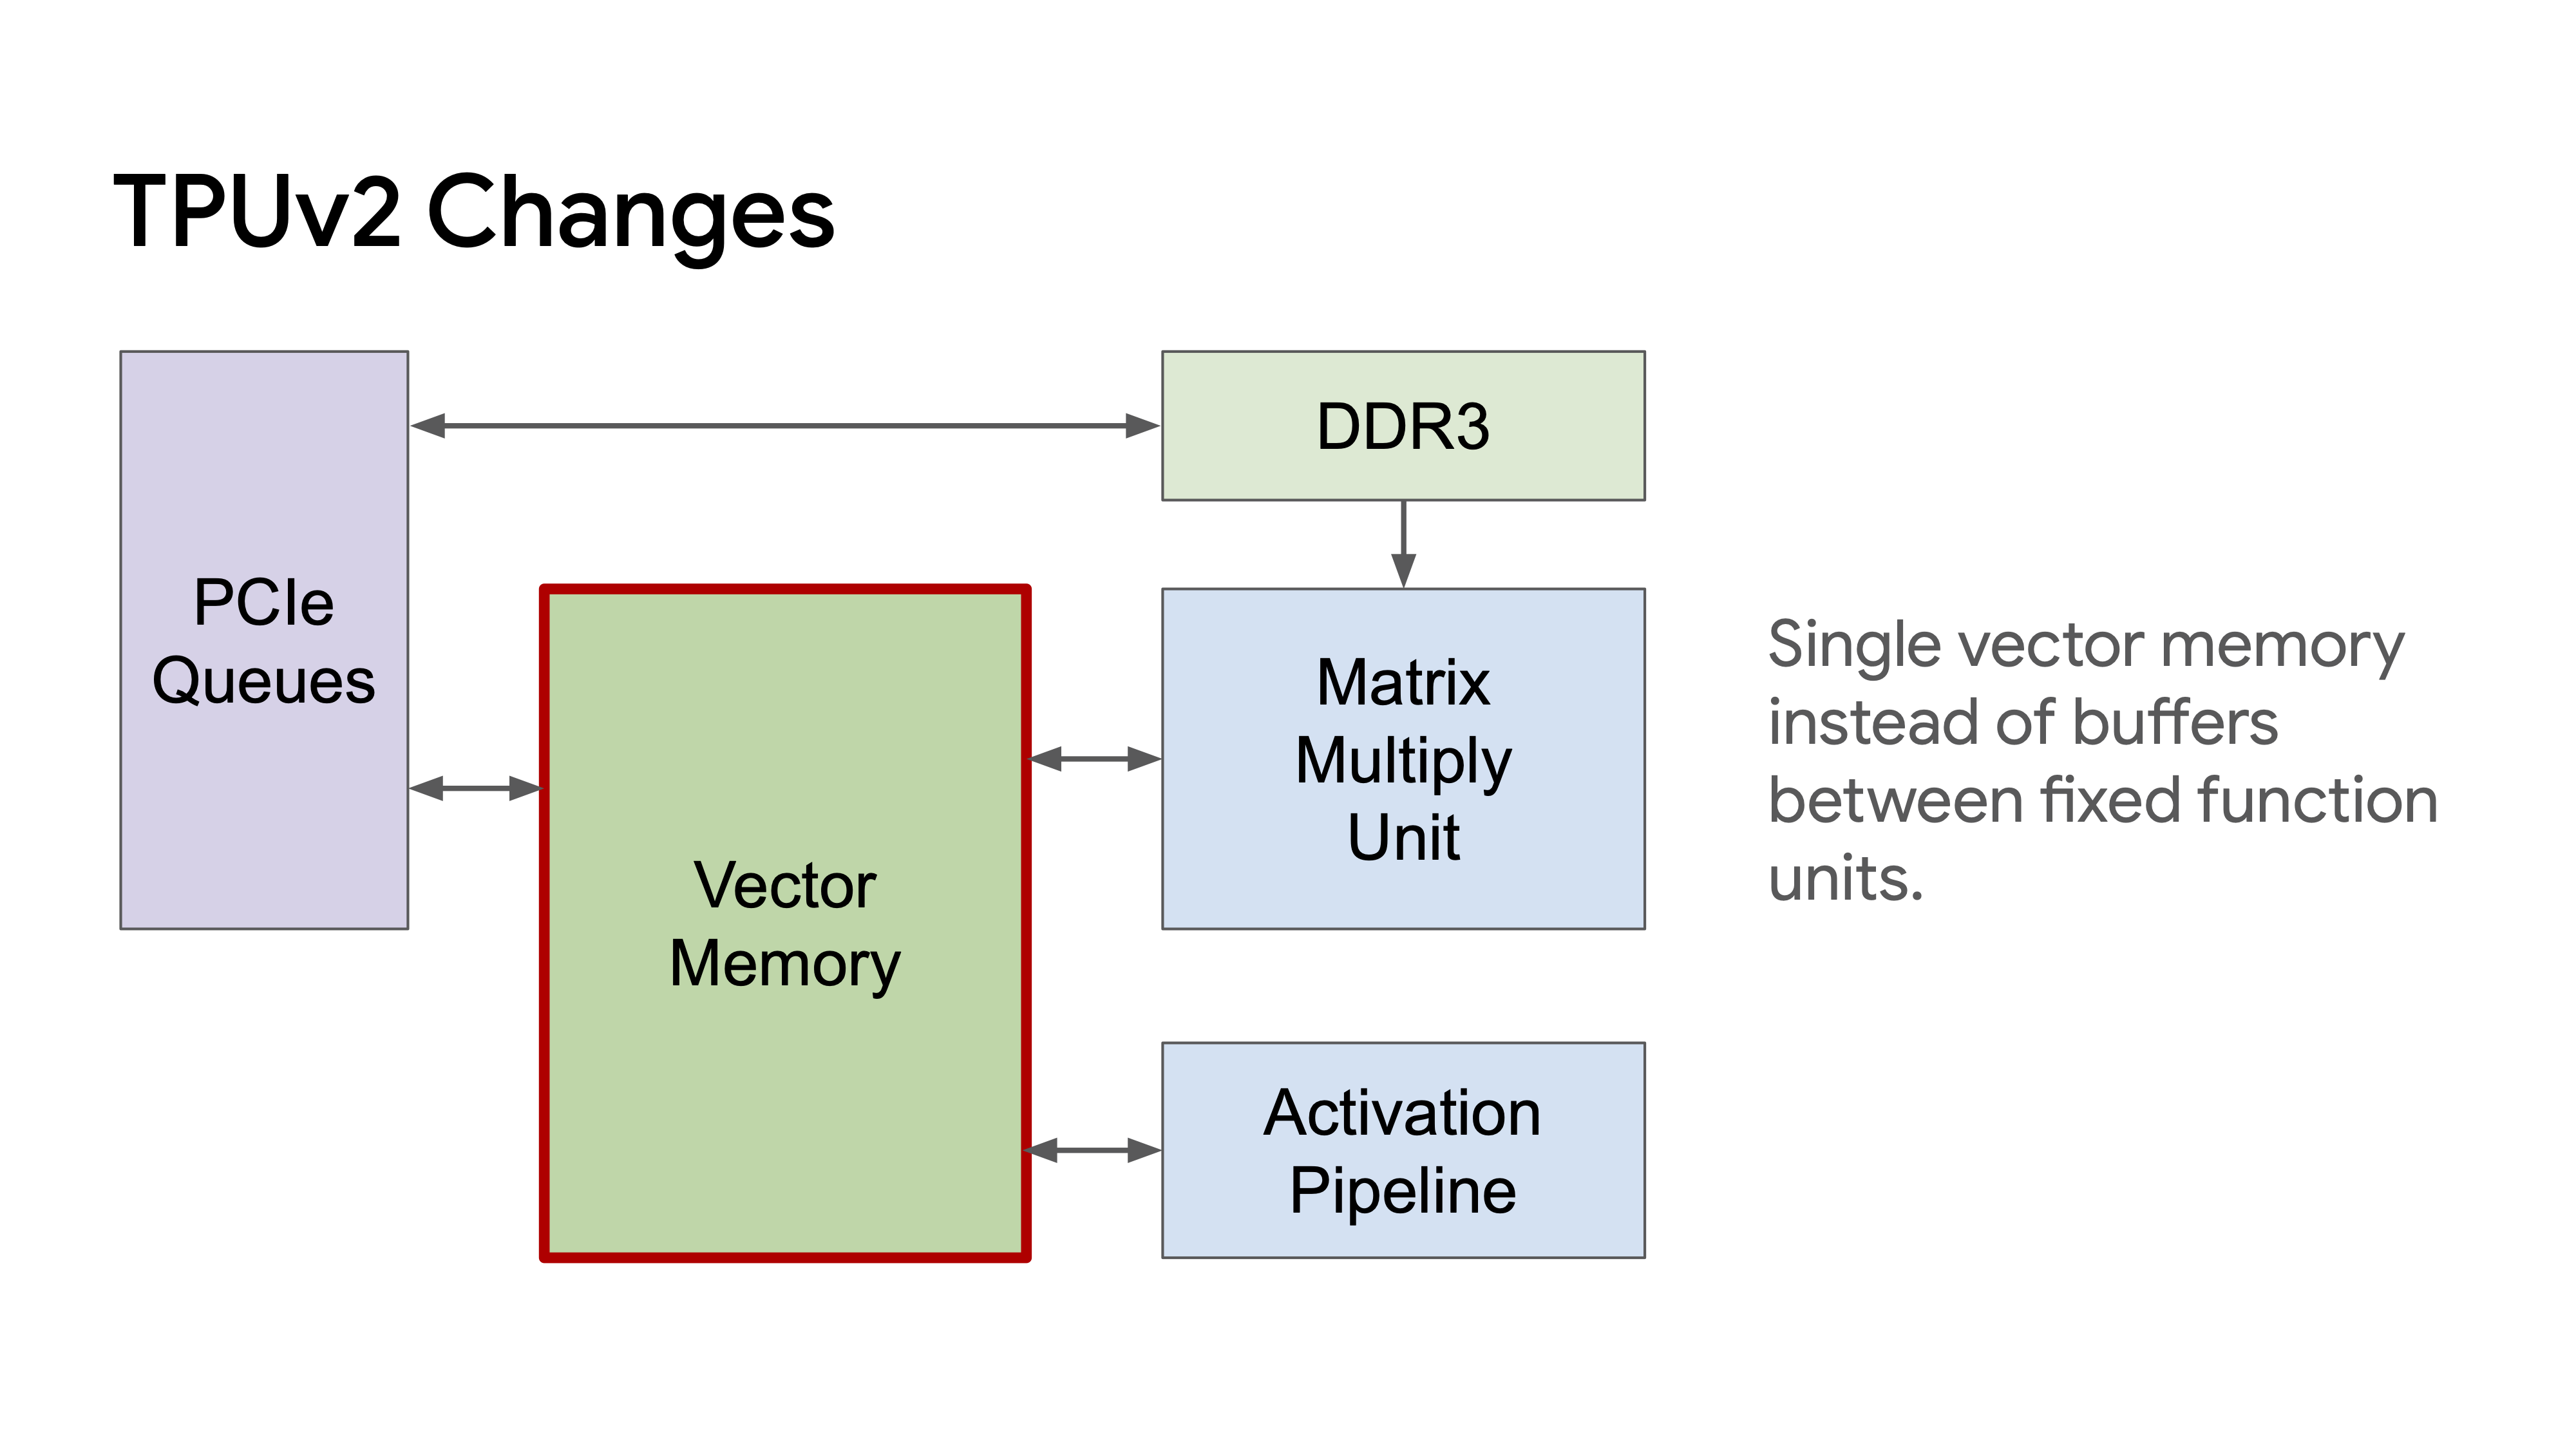 TPUv2 Changes
PCIe
Queues
DDR3
Vector
Memory
Matrix
Multiply
Unit
Activation
Pipeline
Single vector memory
instead of buffers
between fixed function
units.